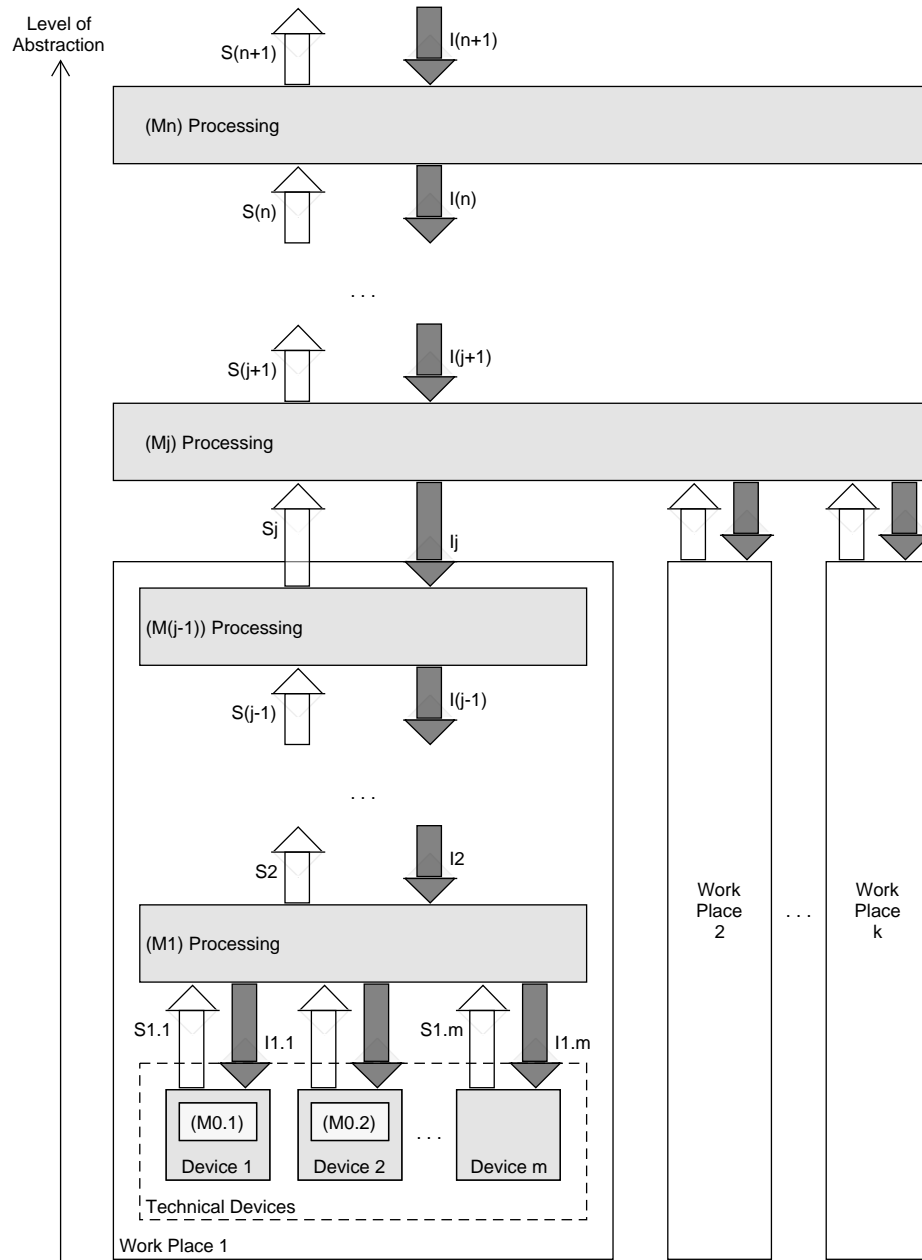 Level of
Abstraction
S(n+1)
I(n+1)
(Mn) Processing
S(n)
I(n)
. . .
S(j+1)
I(j+1)
(Mj) Processing
Sj
Ij
(M(j-1)) Processing
S(j-1)
I(j-1)
. . .
S2
I2
(M1) Processing
Work
Place
2
. . .
Work
Place
k
S1.1
I1.1
S1.m
I1.m
(M0.1)
Device 1
(M0.2)
Device 2
. . .
Device m
Technical Devices
Work Place 1